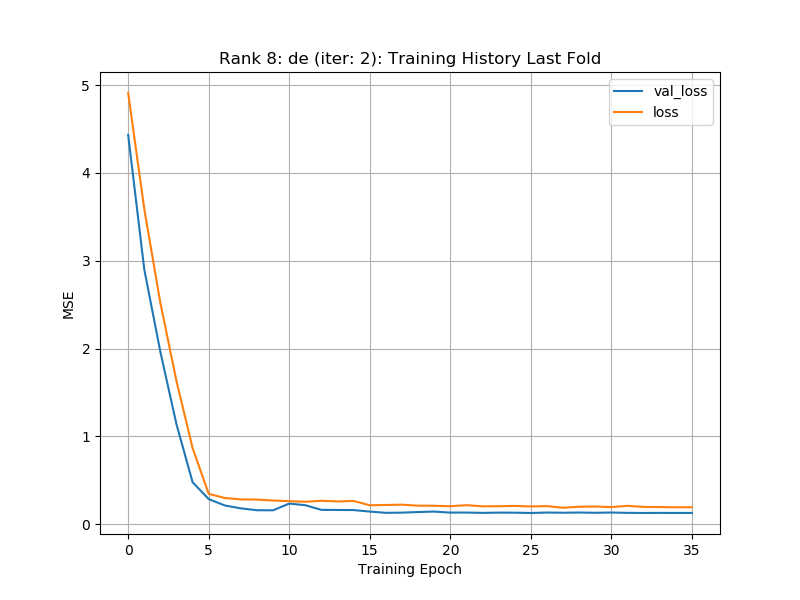 Rank 8: de (iter: 2): Training History Last Fold
val_loss
loss
MSE
5
4
3
2
1
0
0 5 10 15 20 25 30 35
Training Epoch